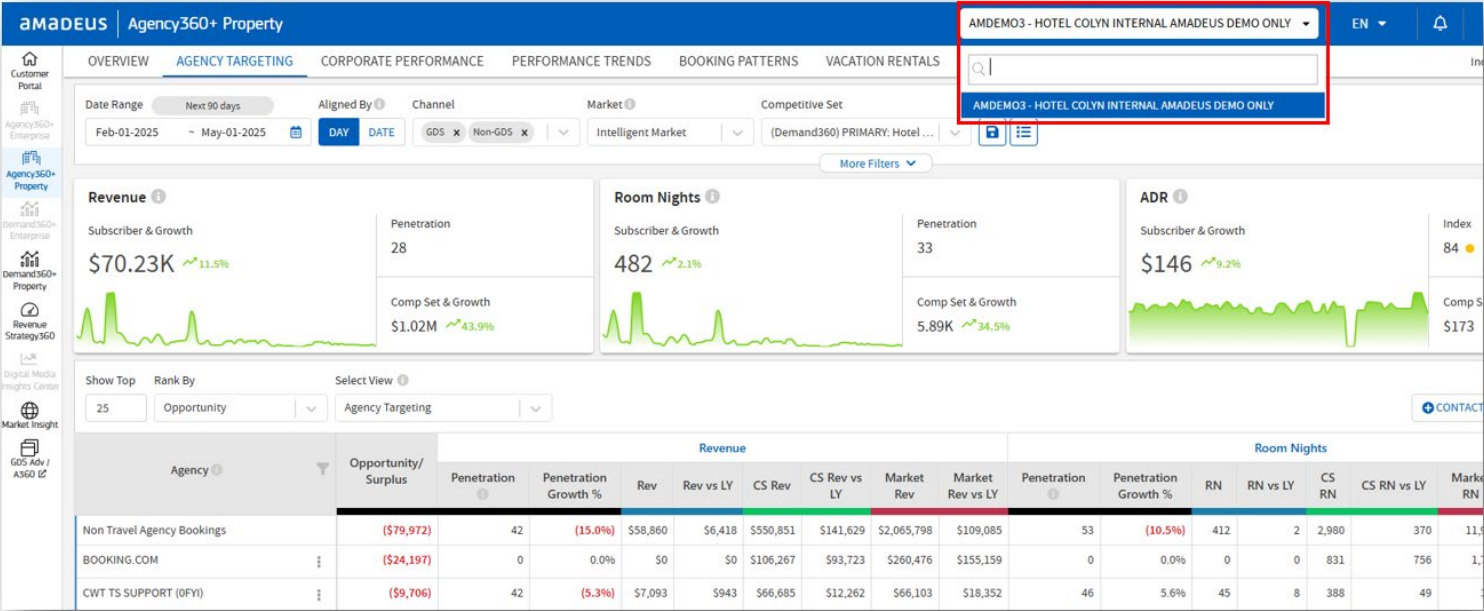 amadeus Agency360+ Property AMDEMO3 - HOTEL COLYN INTERNAL AMADEUS DEMO ONLY EN
OVERVIEW AGENCY TARGETING CORPORATE PERFORMANCE PERFORMANCE TRENDS BOOKING PATTERNS VACATION RENTALS
AMDEMO3 - HOTEL COLYN INTERNAL AMADEUS DEMO ONLY
Customer
Portal
Agency360+
Enterprise
Agency360+
Property
Demand360+
Enterprise
Demand360+
Property
Revenue
Strategy360
Digital Media
Insights Center
Market Insight
GDS Adv /
A360
Date Range Next 90 days Aligned By Channel Market Competitive Set
Feb-01-2025 ~ May-01-2025 DAY DATE GDS x Non-GDS x Intelligent Market (Demand360) PRIMARY: Hotel ...
More Filters
Revenue
Subscriber & Growth
$70.23K 11.5%
Penetration
28
Comp Set & Growth
$1.02M 43.9%
Room Nights
Subscriber & Growth
482 2.1%
Penetration
33
Comp Set & Growth
5.89K 34.5%
ADR
Subscriber & Growth
$146 9.2%
Index
84
Comp S
$173
Show Top Rank By Select View
25 Opportunity Agency Targeting CONTACT
Revenue Room Nights
Agency Opportunity/ Surplus Penetration Penetration Growth % Rev Rev vs LY CS Rev CS Rev vs LY Market Rev Market Rev vs LY Penetration Penetration Growth % RN RN vs LY CS RN CS RN vs LY Marke RN
Non Travel Agency Bookings ($79,972) 42 (15.0%) $58,860 $6,418 $550,851 $141,629 $2,065,798 $109,085 53 (10.5%) 412 2 2,980 370 11,9
BOOKING.COM ($24,197) 0 0.0% $0 $0 $106,267 $93,723 $260,476 $155,159 0 0.0% 0 0 831 756 1,
CWT TS SUPPORT (0FYI) ($9,706) 42 (5.3%) $7,093 $943 $66,685 $12,262 $66,103 $18,352 46 5.6% 45 8 388 49